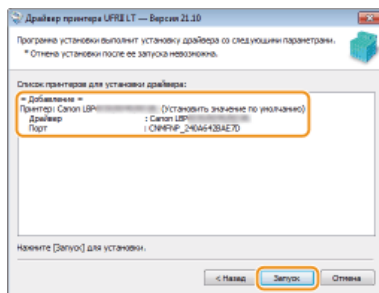 Драйвер принтера UFRII LT — Версия 21.10
Программа установки выполнит установку драйвера со следующими параметрами.
* Отмена установки после ее запуска невозможна.
Список принтеров для установки драйвера:
= Добавление =
Принтер: Canon LBP (Установить значение по умолчанию)
Драйвер : Canon LBP
Порт : CNMFNP_240A642BAE7D
Нажмите [Запуск] для установки.
< Назад Запуск Отмена